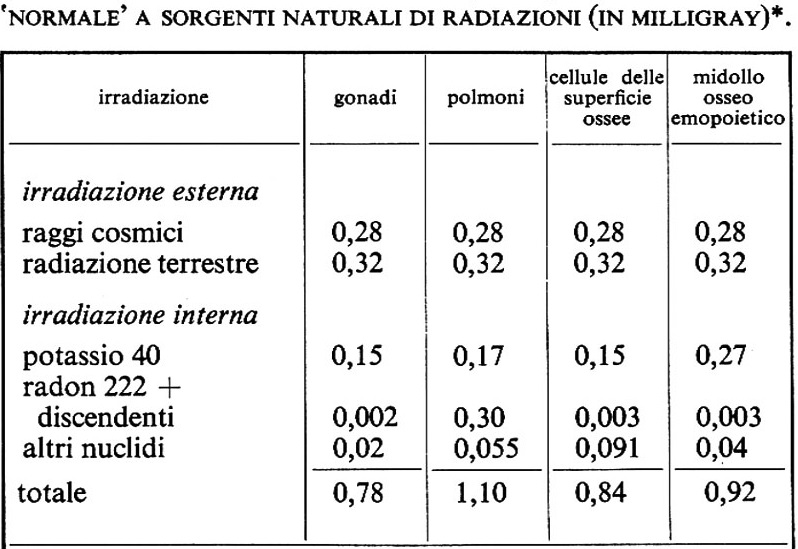 'NORMALE' A SORGENTI NATURALI DI RADIAZIONI (IN MILLIGRAY)*.
irradiazione gonadi polmoni cellule delle superficie ossee midollo osseo emopoietico
irradiazione esterna
raggi cosmici 0,28 0,28 0,28 0,28
radiazione terrestre 0,32 0,32 0,32 0,32
irradiazione interna
potassio 40 0,15 0,17 0,15 0,27
radon 222 +
discendenti 0,002 0,30 0,003 0,003
altri nuclidi 0,02 0,055 0,091 0,04
totale 0,78 1,10 0,84 0,92